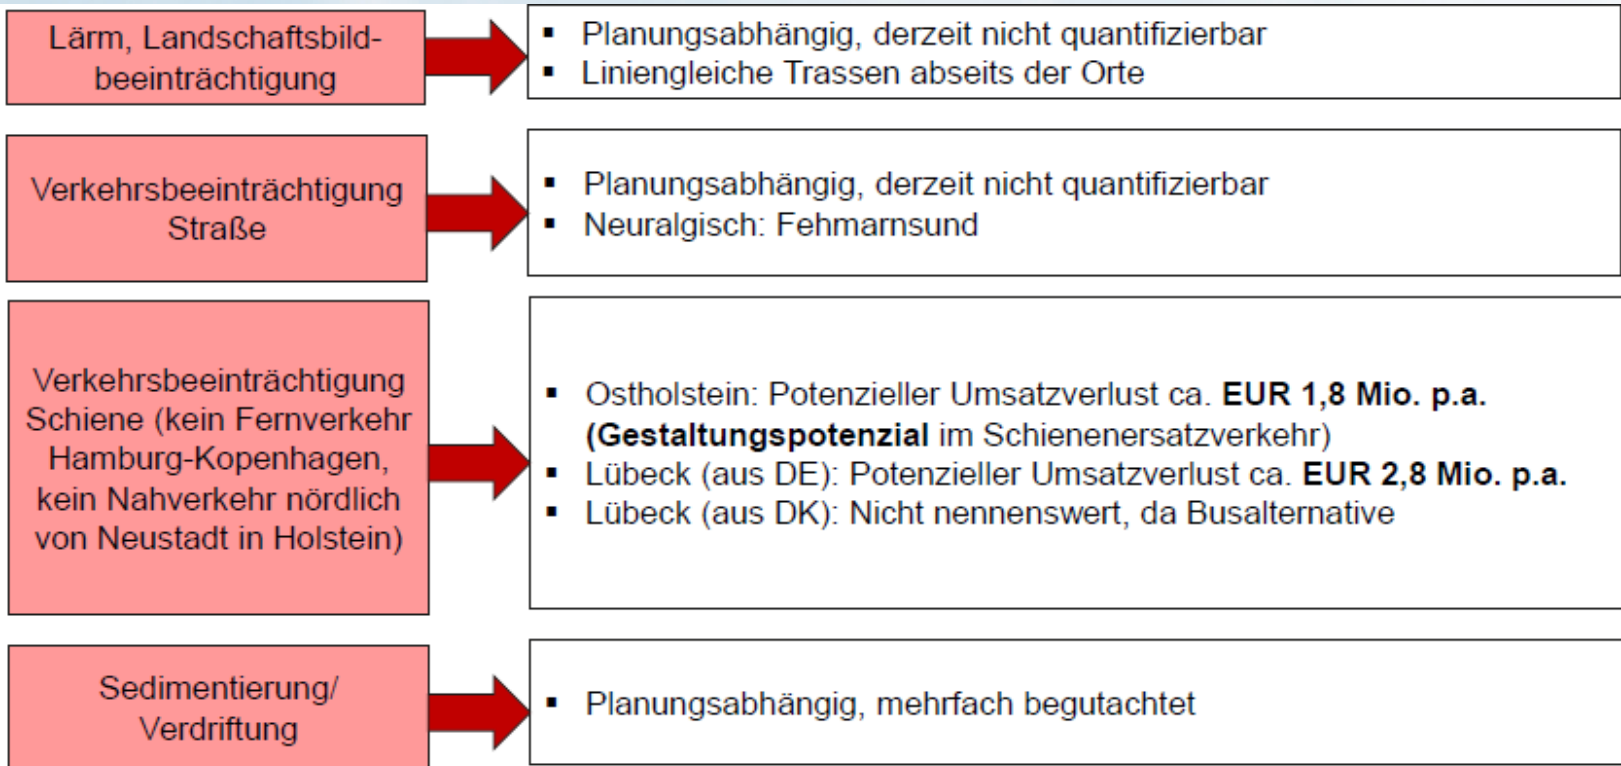 Lärm, Landschaftsbild-
beeinträchtigung
▪ Planungsabhängig, derzeit nicht quantifizierbar
▪ Liniengleiche Trassen abseits der Orte
Verkehrsbeeinträchtigung
Straße
▪ Planungsabhängig, derzeit nicht quantifizierbar
▪ Neuralgisch: Fehmarnsund
Verkehrsbeeinträchtigung
Schiene (kein Fernverkehr
Hamburg-Kopenhagen,
kein Nahverkehr nördlich
von Neustadt in Holstein)
▪ Ostholstein: Potenzieller Umsatzverlust ca. EUR 1,8 Mio. p.a.
(Gestaltungspotenzial im Schienenersatzverkehr)
▪ Lübeck (aus DE): Potenzieller Umsatzverlust ca. EUR 2,8 Mio. p.a.
▪ Lübeck (aus DK): Nicht nennenswert, da Busalternative
Sedimentierung/
Verdriftung
▪ Planungsabhängig, mehrfach begutachtet